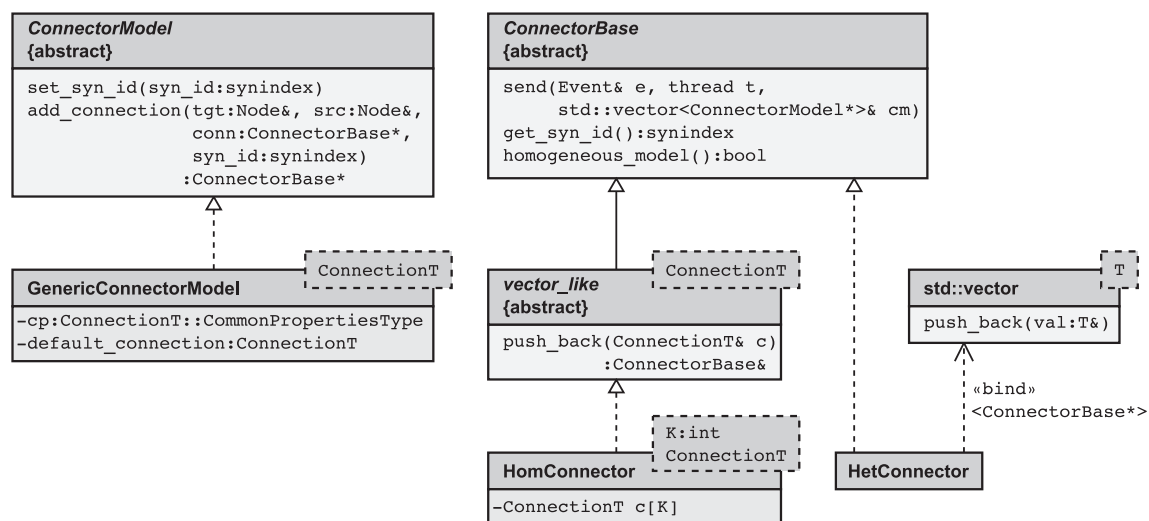 ConnectorModel
{abstract}
set_syn_id(syn_id:synindex)
add_connection(tgt:Node&, src:Node&,
conn:ConnectorBase*,
syn_id:synindex)
:ConnectorBase*
ConnectorBase
{abstract}
send(Event& e, thread t,
std::vector<ConnectorModel*>& cm)
get_syn_id():synindex
homogeneous_model():bool
ConnectionT
GenericConnectorModel
-cp:ConnectionT::CommonPropertiesType
-default_connection:ConnectionT
ConnectionT
vector_like
{abstract}
push_back(ConnectionT& c)
:ConnectorBase&
T
std::vector
push_back(val:T&)
«bind»
<ConnectorBase*>
K:int
ConnectionT
HomConnector
-ConnectionT c[K]
HetConnector